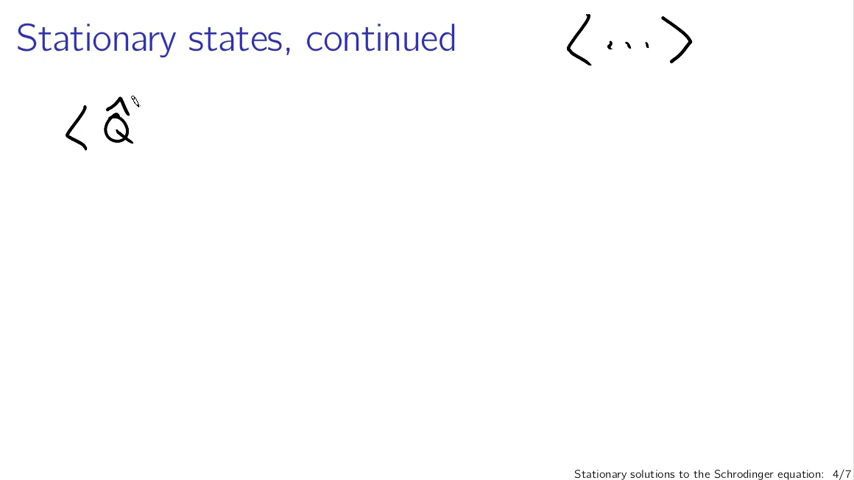 Stationary states, continued
< ... >
< Q̂
Stationary solutions to the Schrodinger equation: 4/7